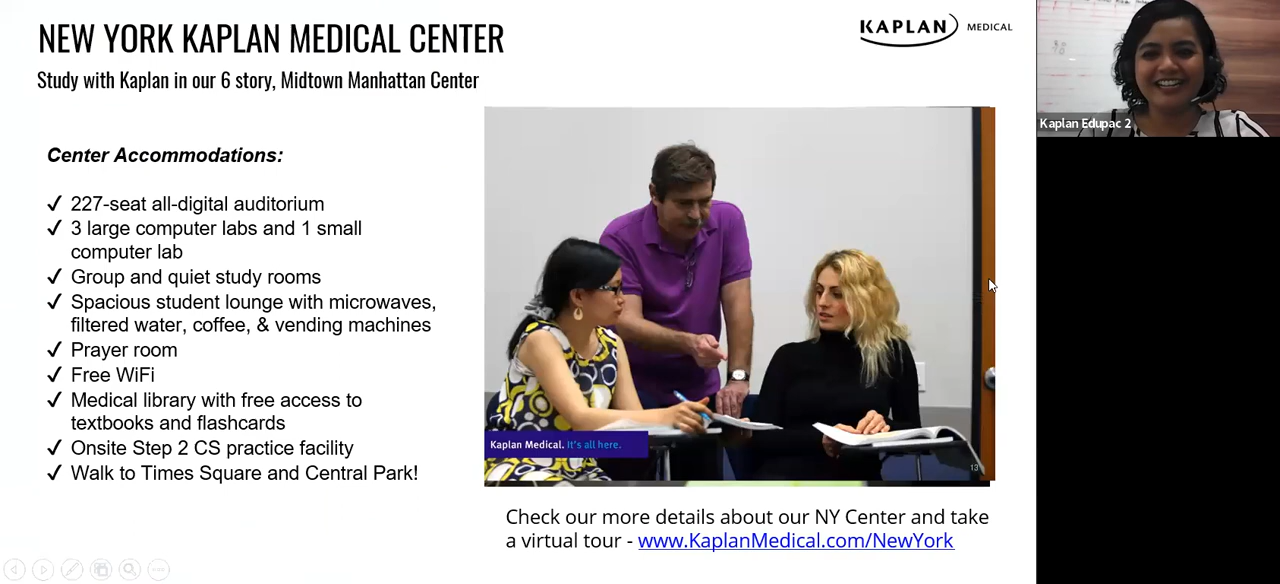 NEW YORK KAPLAN MEDICAL CENTER
Study with Kaplan in our 6 story, Midtown Manhattan Center
KAPLAN MEDICAL
Kaplan Edupac 2
Center Accommodations:
✓ 227-seat all-digital auditorium
✓ 3 large computer labs and 1 small
computer lab
✓ Group and quiet study rooms
✓ Spacious student lounge with microwaves,
filtered water, coffee, & vending machines
✓ Prayer room
✓ Free WiFi
✓ Medical library with free access to
textbooks and flashcards
✓ Onsite Step 2 CS practice facility
✓ Walk to Times Square and Central Park!
Kaplan Medical. It's all here.
13
Check our more details about our NY Center and take
a virtual tour - www.KaplanMedical.com/NewYork